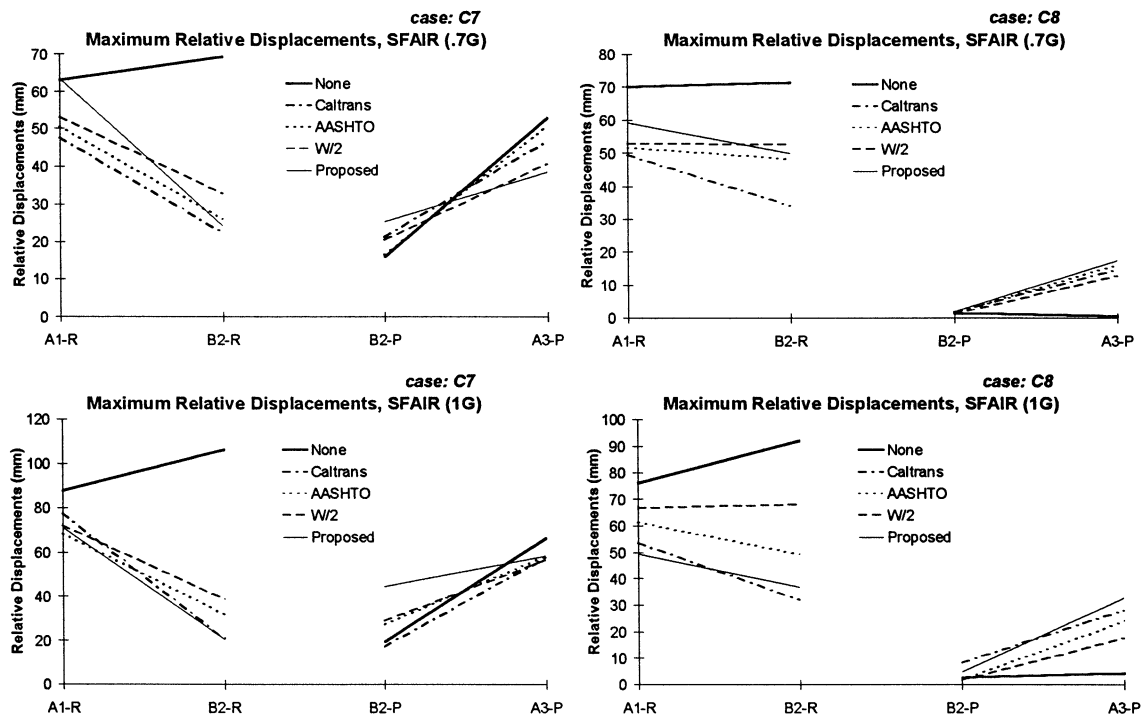 case: C7
Maximum Relative Displacements, SFAIR (.7G)
Relative Displacements (mm)
70
60
50
40
30
20
10
0
None
Caltrans
AASHTO
W/2
Proposed
A1-R
B2-R
B2-P
A3-P
case: C8
Maximum Relative Displacements, SFAIR (.7G)
Relative Displacements (mm)
80
70
60
50
40
30
20
10
0
None
Caltrans
AASHTO
W/2
Proposed
A1-R
B2-R
B2-P
A3-P
case: C7
Maximum Relative Displacements, SFAIR (1G)
Relative Displacements (mm)
120
100
80
60
40
20
0
None
Caltrans
AASHTO
W/2
Proposed
A1-R
B2-R
B2-P
A3-P
case: C8
Maximum Relative Displacements, SFAIR (1G)
Relative Displacements (mm)
100
90
80
70
60
50
40
30
20
10
0
None
Caltrans
AASHTO
W/2
Proposed
A1-R
B2-R
B2-P
A3-P